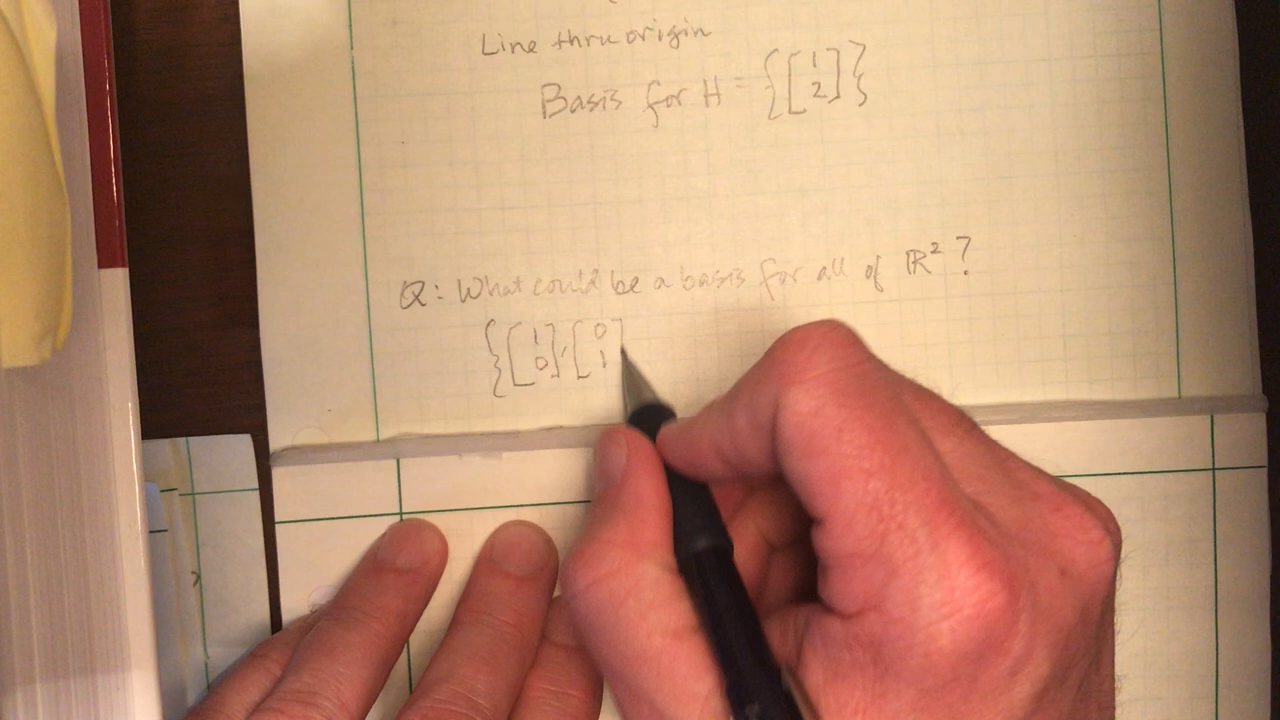 Line thru origin
Basis for H = {[1 2]}
Q: What could be a basis for all of ℝ²?
{[1 0], [0 1]